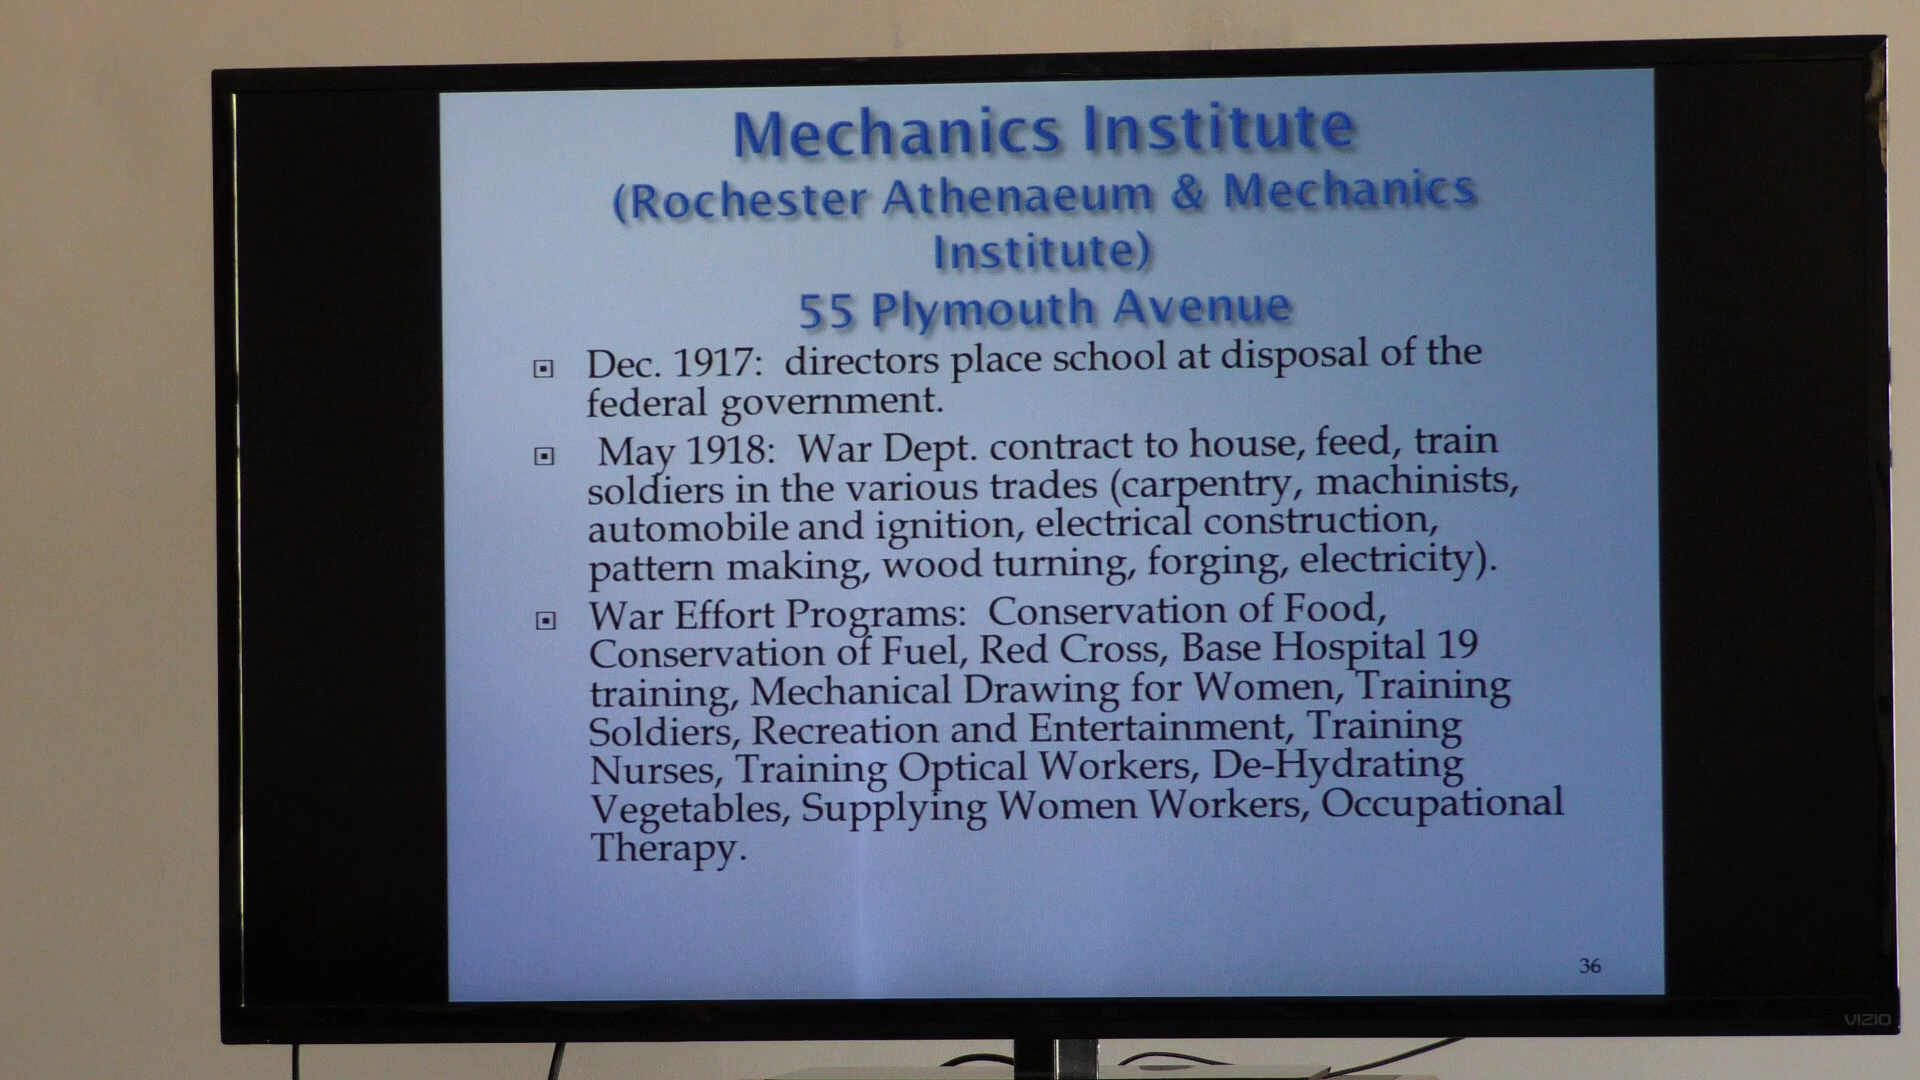 Mechanics Institute
(Rochester Athenaeum & Mechanics
Institute)
55 Plymouth Avenue
Dec. 1917: directors place school at disposal of the
federal government.
May 1918: War Dept. contract to house, feed, train
soldiers in the various trades (carpentry, machinists,
automobile and ignition, electrical construction,
pattern making, wood turning, forging, electricity).
War Effort Programs: Conservation of Food,
Conservation of Fuel, Red Cross, Base Hospital 19
training, Mechanical Drawing for Women, Training
Soldiers, Recreation and Entertainment, Training
Nurses, Training Optical Workers, De-Hydrating
Vegetables, Supplying Women Workers, Occupational
Therapy.
36
VIZIO